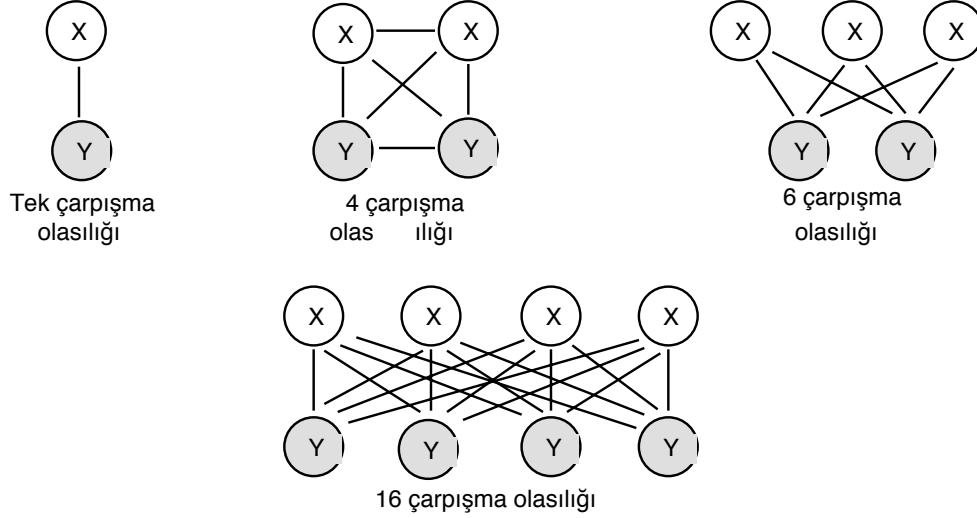 X
Y
Tek çarpışma
olasılığı
X X
Y Y
4 çarpışma
olas ılığı
X X X
Y Y
6 çarpışma
olasılığı
X X X X
Y Y Y Y
16 çarpışma olasılığı